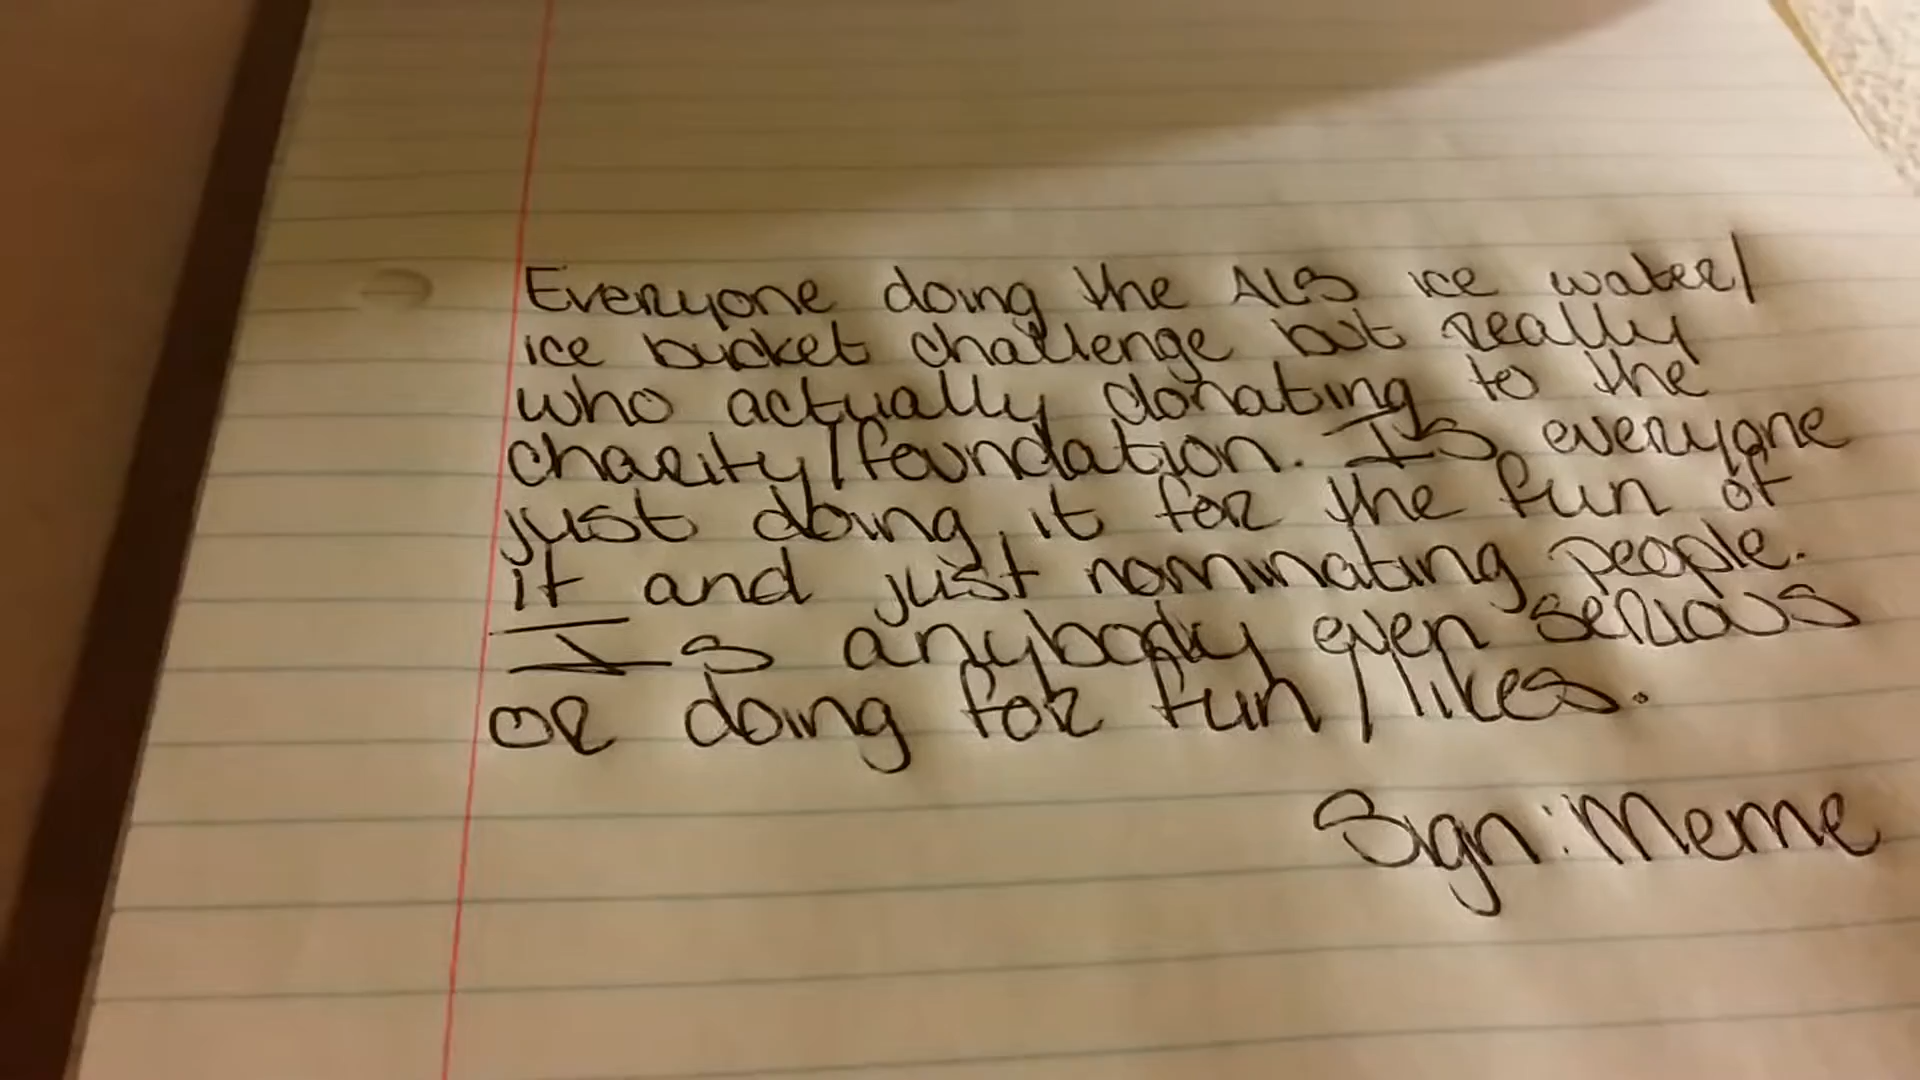 Everyone doing the ALS ice water/
ice bucket challenge but really
who actually donating to the
charity/foundation. Is everyone
just doing it for the fun of
it and just nominating people.
Is anybody even serious
or doing for fun/likes.
Sign: Meme